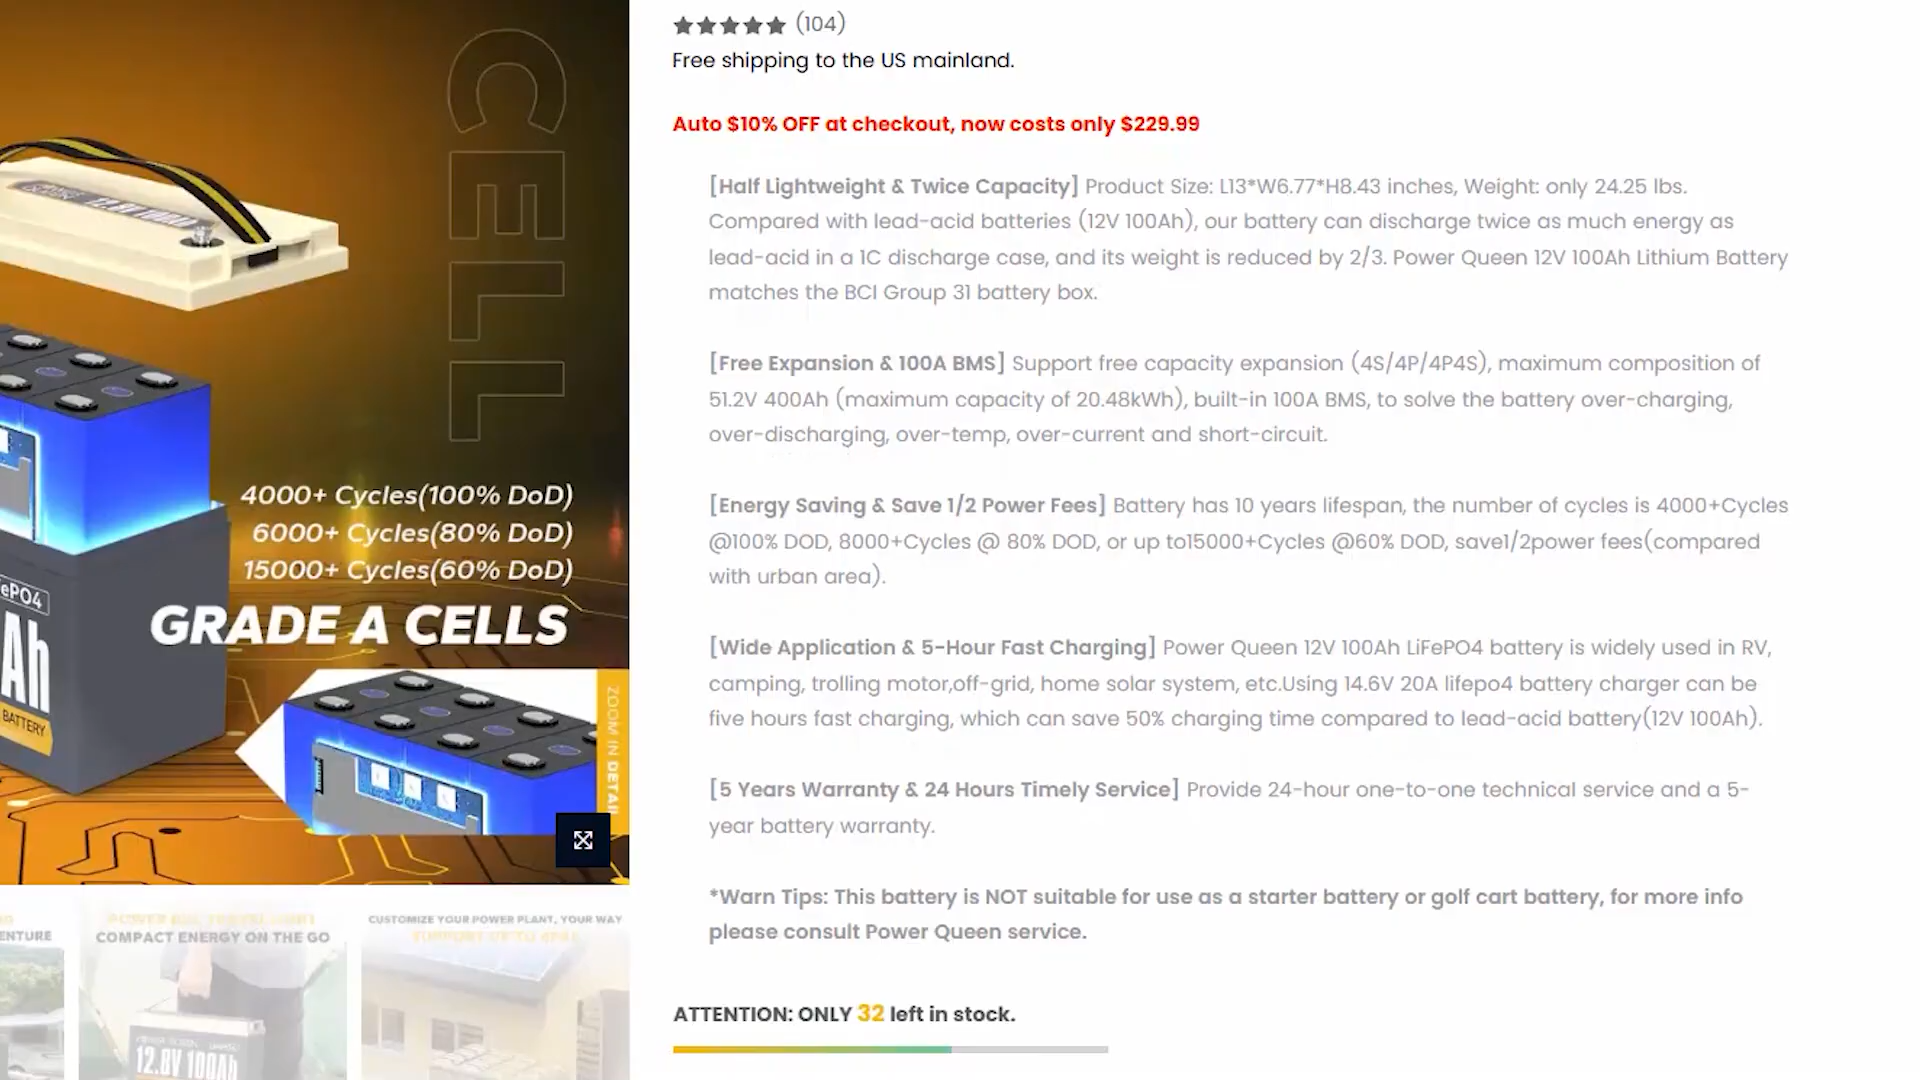 CELL
12.8V 100Ah
4000+ Cycles(100% DoD)
6000+ Cycles(80% DoD)
15000+ Cycles(60% DoD)
GRADE A CELLS
ePO4
Ah
BATTERY
ZOOM IN DETAI
ENTURE
COMPACT ENERGY ON THE GO
12.8V 100Ah
CUSTOMIZE YOUR POWER PLANT, YOUR WAY
(104)
Free shipping to the US mainland.
Auto $10% OFF at checkout, now costs only $229.99
[Half Lightweight & Twice Capacity] Product Size: L13*W6.77*H8.43 inches, Weight: only 24.25 lbs.
Compared with lead-acid batteries (12V 100Ah), our battery can discharge twice as much energy as
lead-acid in a 1C discharge case, and its weight is reduced by 2/3. Power Queen 12V 100Ah Lithium Battery
matches the BCI Group 31 battery box.
[Free Expansion & 100A BMS] Support free capacity expansion (4S/4P/4P4S), maximum composition of
51.2V 400Ah (maximum capacity of 20.48kWh), built-in 100A BMS, to solve the battery over-charging,
over-discharging, over-temp, over-current and short-circuit.
[Energy Saving & Save 1/2 Power Fees] Battery has 10 years lifespan, the number of cycles is 4000+Cycles
@100% DOD, 8000+Cycles @ 80% DOD, or up to15000+Cycles @60% DOD, save1/2power fees(compared
with urban area).
[Wide Application & 5-Hour Fast Charging] Power Queen 12V 100Ah LiFePO4 battery is widely used in RV,
camping, trolling motor,off-grid, home solar system, etc.Using 14.6V 20A lifepo4 battery charger can be
five hours fast charging, which can save 50% charging time compared to lead-acid battery(12V 100Ah).
[5 Years Warranty & 24 Hours Timely Service] Provide 24-hour one-to-one technical service and a 5-
year battery warranty.
*Warn Tips: This battery is NOT suitable for use as a starter battery or golf cart battery, for more info
please consult Power Queen service.
ATTENTION: ONLY 32 left in stock.